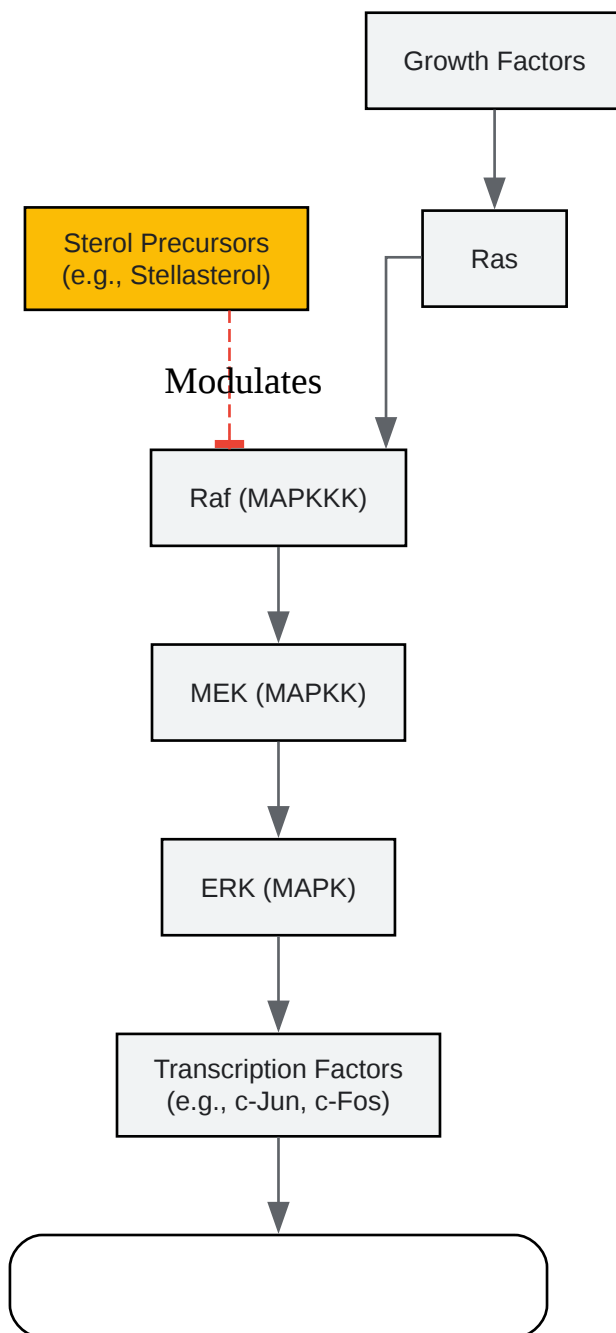 Growth Factors
Sterol Precursors
(e.g., Stellasterol)
Ras
Modulates
Raf (MAPKKK)
MEK (MAPKK)
ERK (MAPK)
Transcription Factors
(e.g., c-Jun, c-Fos)